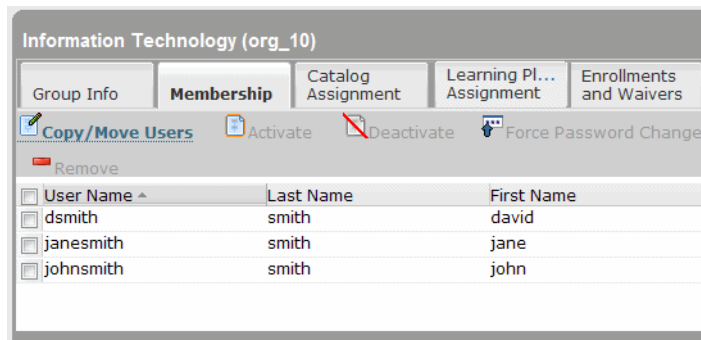 Information Technology (org_10)
Group Info Membership Catalog Assignment Learning Pl... Assignment Enrollments and Waivers
Copy/Move Users Activate Deactivate Force Password Change
Remove
User Name Last Name First Name
dsmith smith david
janesmith smith jane
johnsmith smith john